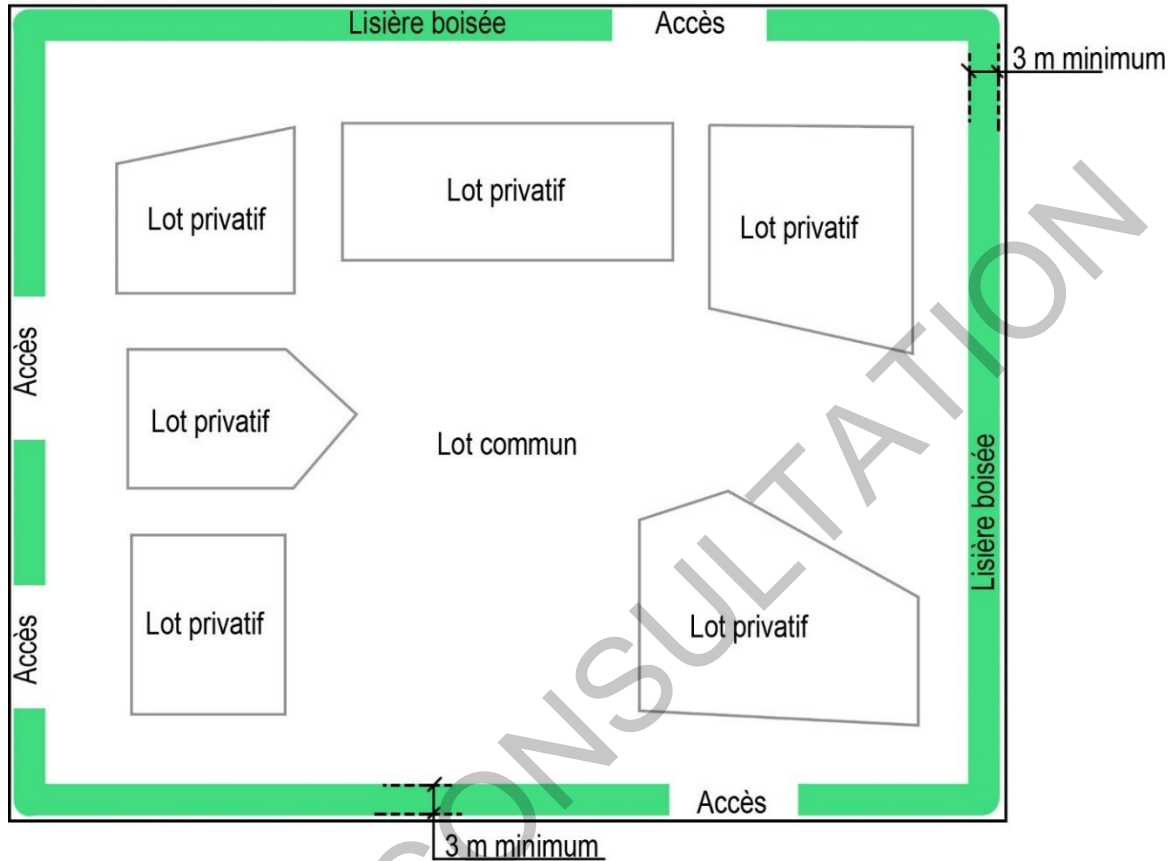 Lisière boisée
Accès
3 m minimum
Lot privatif
Lot privatif
Lot privatif
Accès
Lot privatif
Lot commun
Lisière boisée
Accès
Lot privatif
Lot privatif
Accès
3 m minimum
CONSULTATION